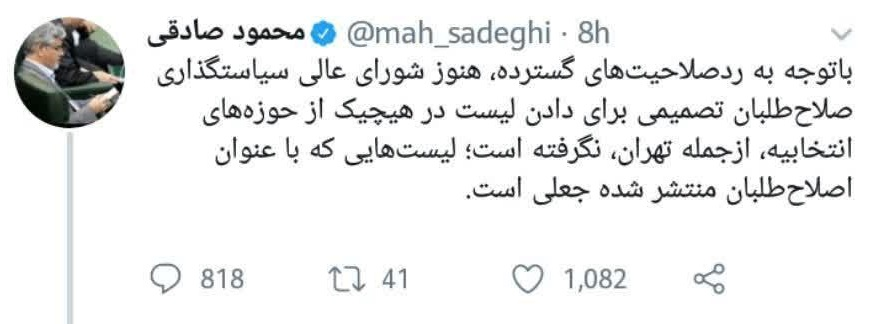 محمود صادقی @mah_sadeghi · 8h
باتوجه به ردصلاحیت‌های گسترده، هنوز شورای عالی سیاستگذاری
صلاح‌طلبان تصمیمی برای دادن لیست در هیچیک از حوزه‌های
انتخابیه، ازجمله تهران، نگرفته است؛ لیست‌هایی که با عنوان
اصلاح‌طلبان منتشر شده جعلی است.
818 41 1,082